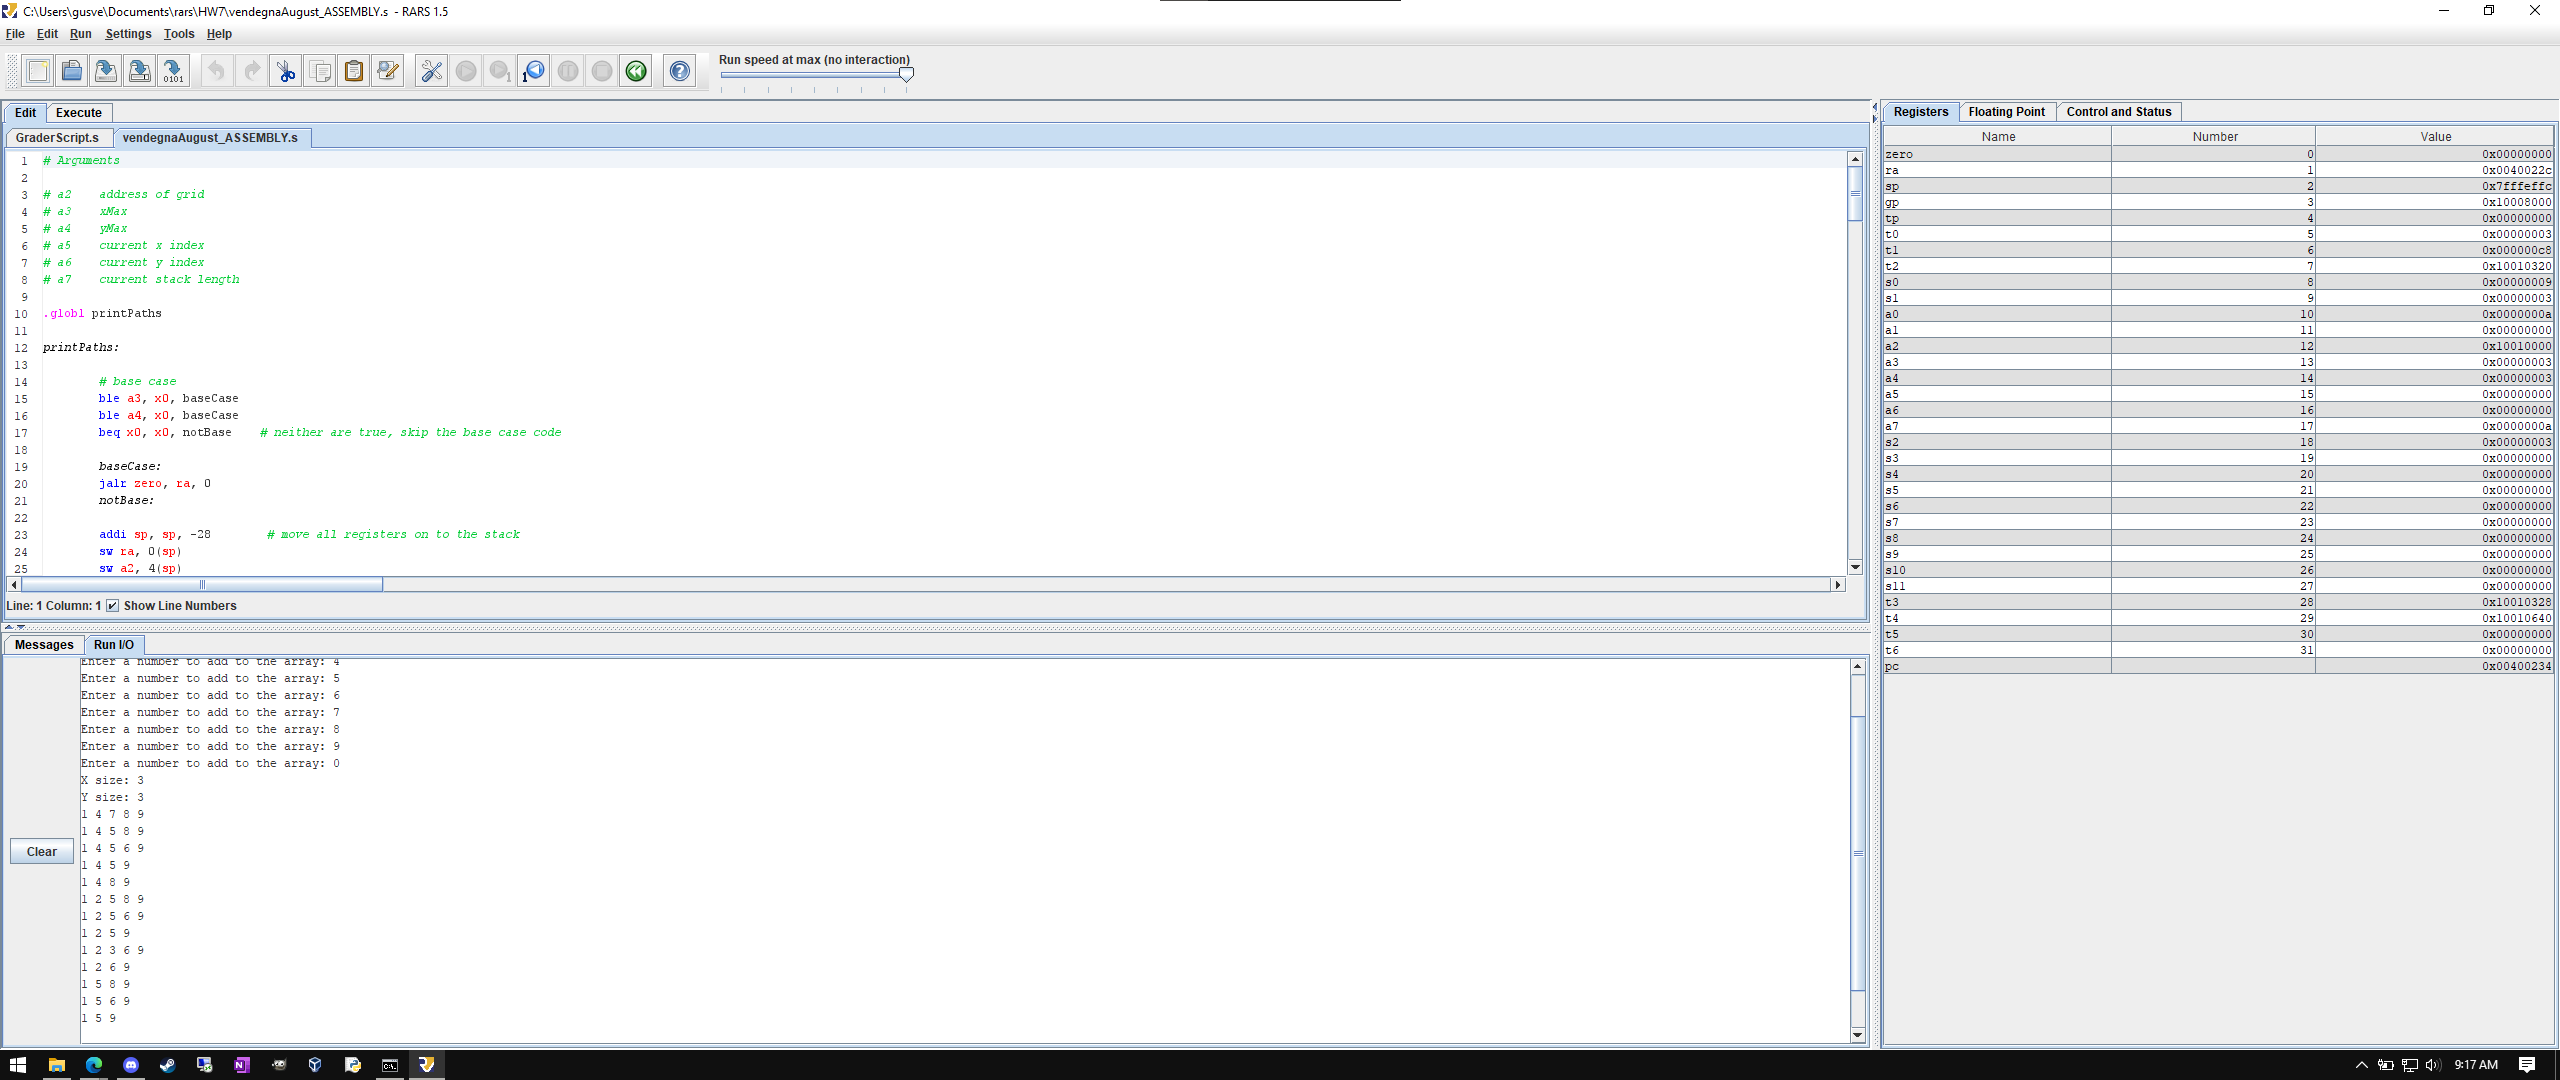 C:\Users\gusve\Documents\rars\HW7\vendegnaAugust_ASSEMBLY.s - RARS 1.5
File Edit Run Settings Tools Help
Run speed at max (no interaction)
Edit Execute
GraderScript.s vendegnaAugust_ASSEMBLY.s
1 # Arguments
2
3 # a2 address of grid
4 # a3 xMax
5 # a4 yMax
6 # a5 current x index
7 # a6 current y index
8 # a7 current stack length
9
10 .globl printPaths
11
12 printPaths:
13
14 # base case
15 ble a3, x0, baseCase
16 ble a4, x0, baseCase
17 beq x0, x0, notBase # neither are true, skip the base case code
18
19 baseCase:
20 jalr zero, ra, 0
21 notBase:
22
23 addi sp, sp, -28 # move all registers on to the stack
24 sw ra, 0(sp)
25 sw a2, 4(sp)
Line: 1 Column: 1 Show Line Numbers
Messages Run I/O
Enter a number to add to the array: 4
Enter a number to add to the array: 5
Enter a number to add to the array: 6
Enter a number to add to the array: 7
Enter a number to add to the array: 8
Enter a number to add to the array: 9
Enter a number to add to the array: 0
X size: 3
Y size: 3
1 4 7 8 9
1 4 5 8 9
1 4 5 6 9
1 4 5 9
1 4 8 9
1 2 5 8 9
1 2 5 6 9
1 2 5 9
1 2 3 6 9
1 2 6 9
1 5 8 9
1 5 6 9
1 5 9
Clear
Registers Floating Point Control and Status
Name Number Value
zero 0 0x00000000
ra 1 0x0040022c
sp 2 0x7fffeffc
gp 3 0x10008000
tp 4 0x00000000
t0 5 0x00000003
t1 6 0x000000c8
t2 7 0x10010320
s0 8 0x00000009
s1 9 0x00000003
a0 10 0x0000000a
a1 11 0x00000000
a2 12 0x10010000
a3 13 0x00000003
a4 14 0x00000003
a5 15 0x00000000
a6 16 0x00000000
a7 17 0x0000000a
s2 18 0x00000003
s3 19 0x00000000
s4 20 0x00000000
s5 21 0x00000000
s6 22 0x00000000
s7 23 0x00000000
s8 24 0x00000000
s9 25 0x00000000
s10 26 0x00000000
s11 27 0x00000000
t3 28 0x10010328
t4 29 0x10010640
t5 30 0x00000000
t6 31 0x00000000
pc 0x00400234
9:17 AM